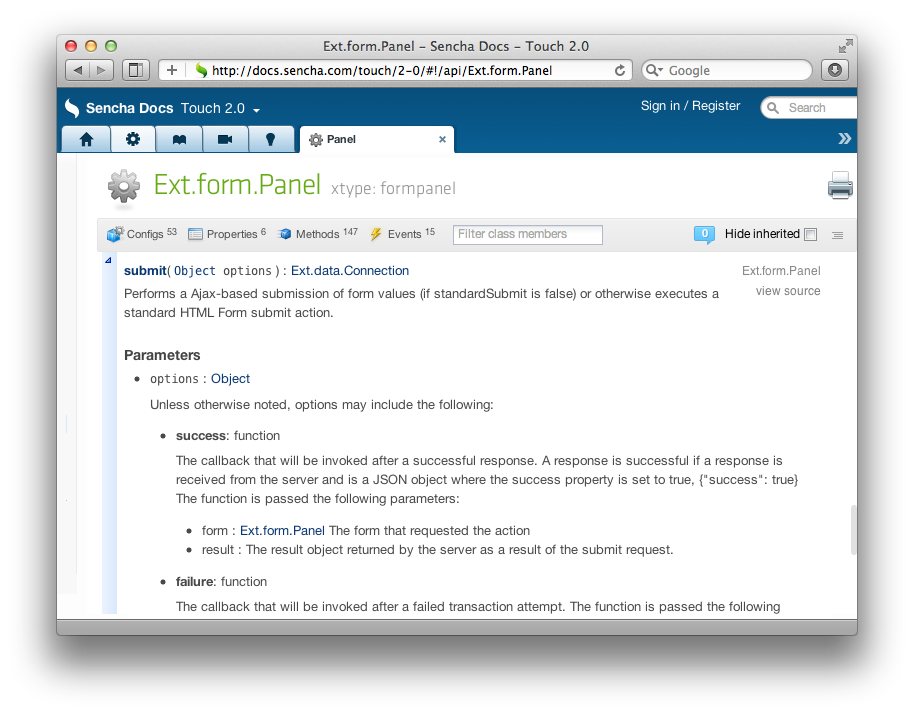 Ext.form.Panel – Sencha Docs – Touch 2.0
http://docs.sencha.com/touch/2-0/#!/api/Ext.form.Panel
Google
Sencha Docs Touch 2.0
Sign in / Register
Search
Panel
Ext.form.Panel xtype: formpanel
Configs 53 Properties 6 Methods 147 Events 15 Filter class members 0 Hide inherited
submit( Object options ) : Ext.data.Connection
Ext.form.Panel
view source
Performs a Ajax-based submission of form values (if standardSubmit is false) or otherwise executes a
standard HTML Form submit action.
Parameters
• options : Object
Unless otherwise noted, options may include the following:
• success: function
The callback that will be invoked after a successful response. A response is successful if a response is
received from the server and is a JSON object where the success property is set to true, {"success": true}
The function is passed the following parameters:
• form : Ext.form.Panel The form that requested the action
• result : The result object returned by the server as a result of the submit request.
• failure: function
The callback that will be invoked after a failed transaction attempt. The function is passed the following